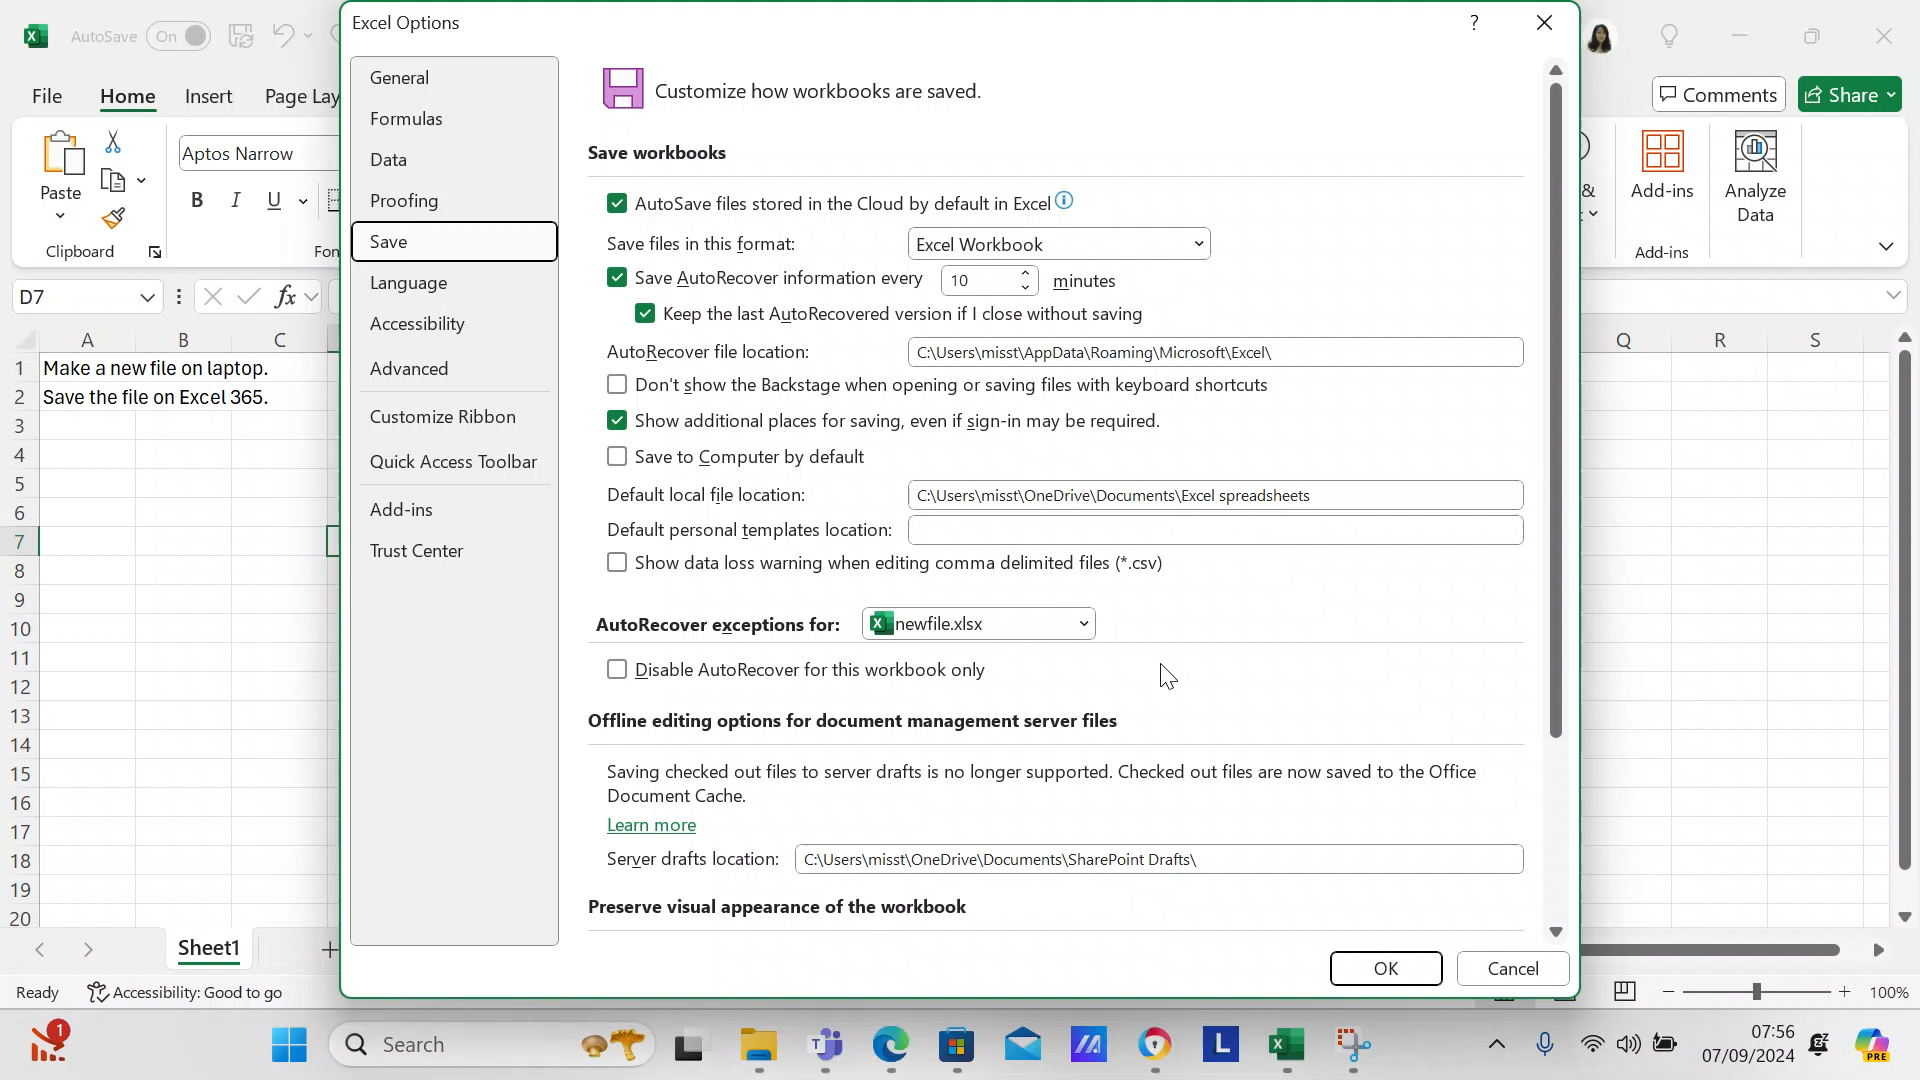 Excel Options
?
AutoSave On
File Home Insert Page Lay
Comments Share
Paste
Clipboard
Aptos Narrow
B I U
Fon
&
Add-ins
Add-ins
Analyze
Data
D7
fx
A B C
Q R S
1 Make a new file on laptop.
2 Save the file on Excel 365.
3
4
5
6
7
8
9
10
11
12
13
14
15
16
17
18
19
20
Sheet1
Ready
Accessibility: Good to go
100%
General
Formulas
Data
Proofing
Save
Language
Accessibility
Advanced
Customize Ribbon
Quick Access Toolbar
Add-ins
Trust Center
Customize how workbooks are saved.
Save workbooks
AutoSave files stored in the Cloud by default in Excel
Save files in this format: Excel Workbook
Save AutoRecover information every 10 minutes
Keep the last AutoRecovered version if I close without saving
AutoRecover file location: C:\Users\misst\AppData\Roaming\Microsoft\Excel\
Don't show the Backstage when opening or saving files with keyboard shortcuts
Show additional places for saving, even if sign-in may be required.
Save to Computer by default
Default local file location: C:\Users\misst\OneDrive\Documents\Excel spreadsheets
Default personal templates location:
Show data loss warning when editing comma delimited files (*.csv)
AutoRecover exceptions for: newfile.xlsx
Disable AutoRecover for this workbook only
Offline editing options for document management server files
Saving checked out files to server drafts is no longer supported. Checked out files are now saved to the Office
Document Cache.
Learn more
Server drafts location: C:\Users\misst\OneDrive\Documents\SharePoint Drafts\
Preserve visual appearance of the workbook
OK Cancel
1
Search
L
07:56
07/09/2024
PRE